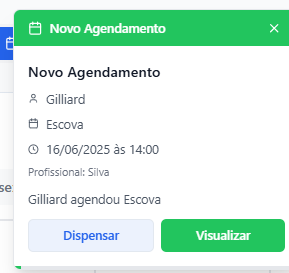 Novo Agendamento
Novo Agendamento
Gilliard
Escova
16/06/2025 às 14:00
Profissional: Silva
Gilliard agendou Escova
Dispensar
Visualizar